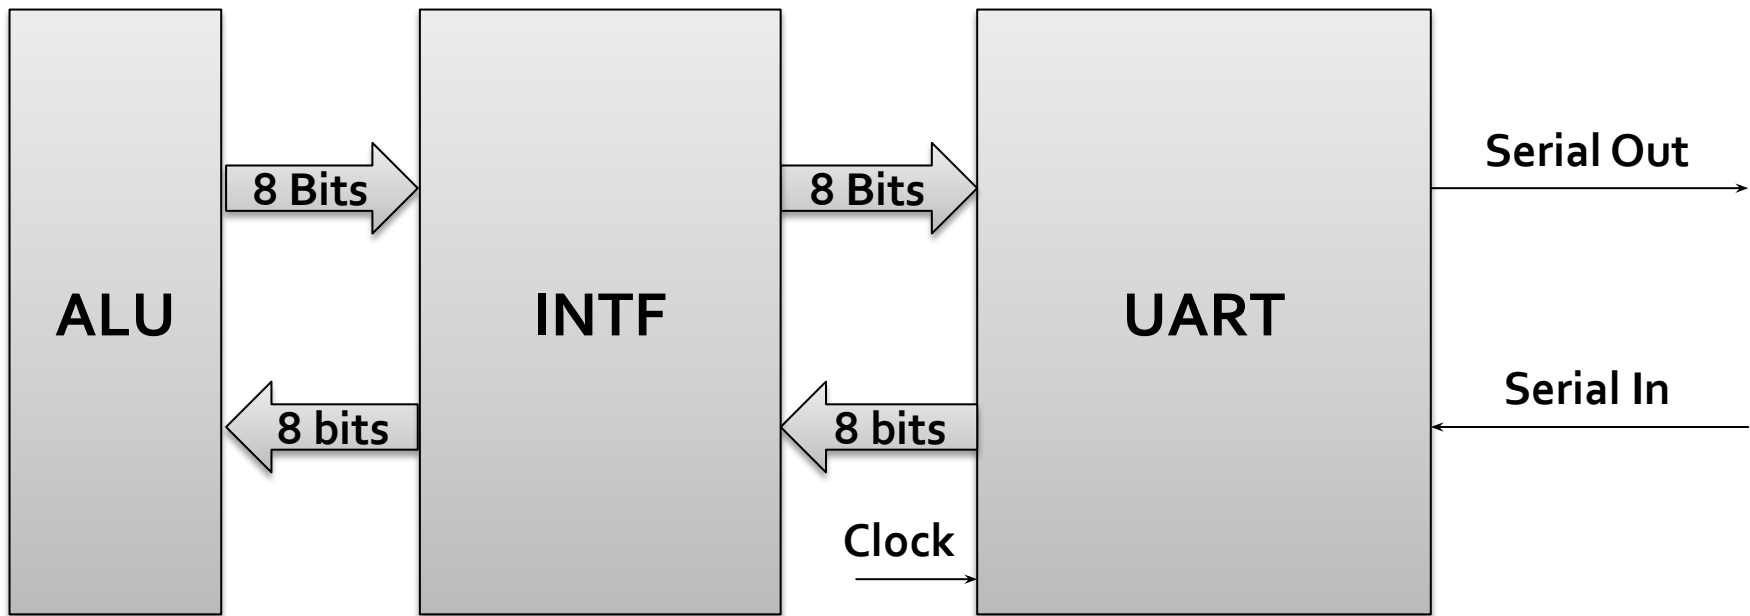 Serial Out
8 Bits
8 Bits
ALU
INTF
UART
Serial In
8 bits
8 bits
Clock